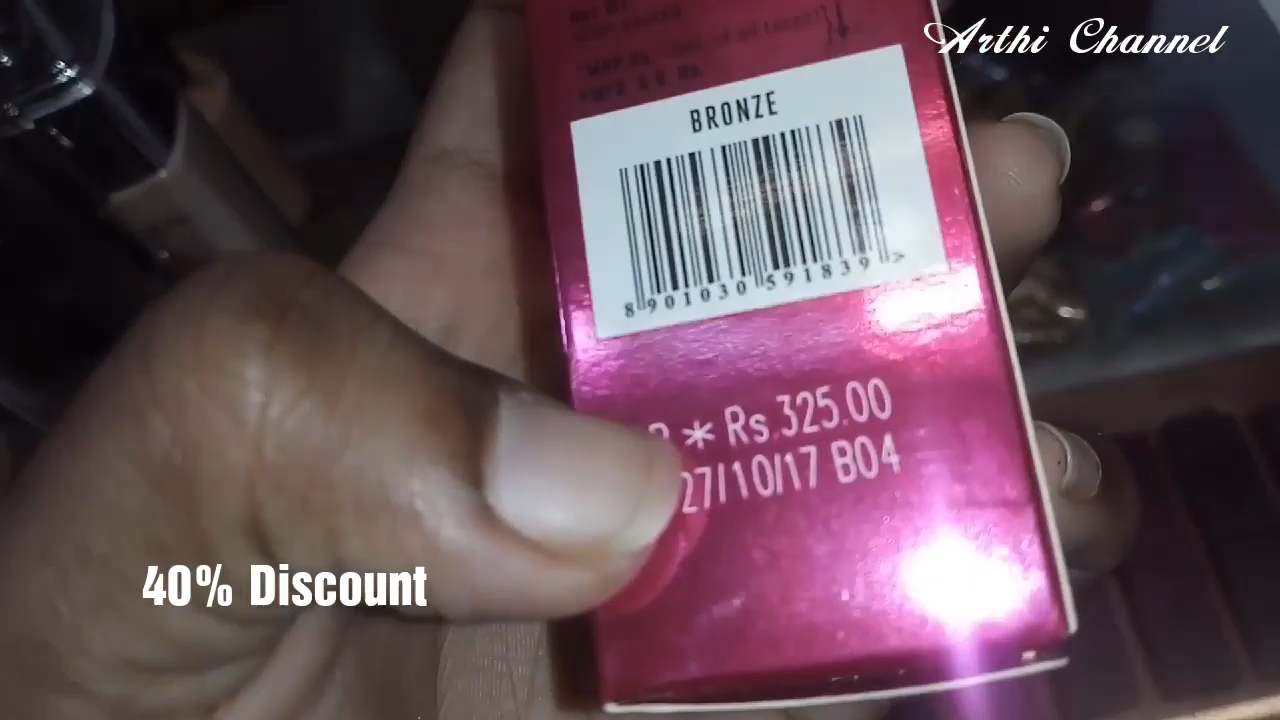 Arthi Channel
BRONZE
8901030591839>
* Rs.325.00
27/10/17 B04
40% Discount